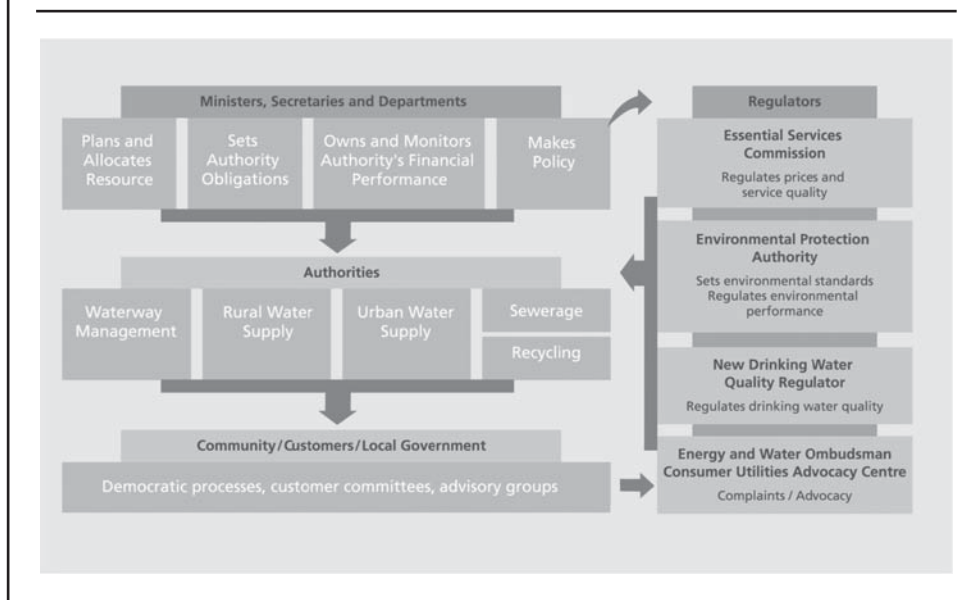 Ministers, Secretaries and Departments
Plans and
Allocates
Resource
Sets
Authority
Obligations
Owns and Monitors
Authority's Financial
Performance
Makes
Policy
Authorities
Waterway
Management
Rural Water
Supply
Urban Water
Supply
Sewerage
Recycling
Community/Customers/Local Government
Democratic processes, customer committees, advisory groups
Regulators
Essential Services
Commission
Regulates prices and
service quality
Environmental Protection
Authority
Sets environmental standards
Regulates environmental
performance
New Drinking Water
Quality Regulator
Regulates drinking water quality
Energy and Water Ombudsman
Consumer Utilities Advocacy Centre
Complaints / Advocacy